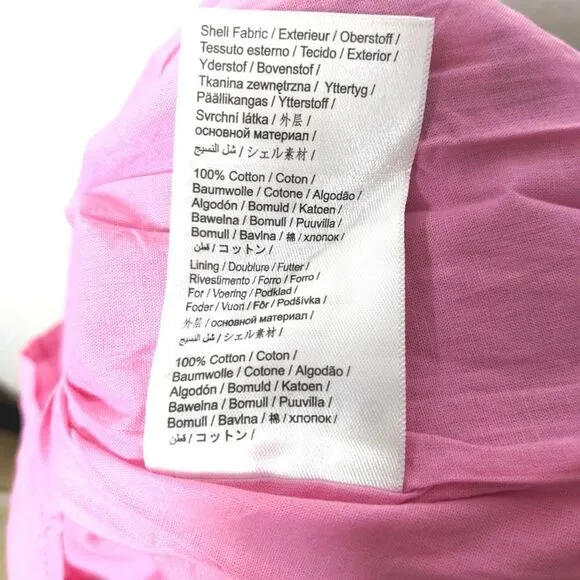 Shell Fabric / Exterieur / Oberstoff /
Tessuto esterno / Tecido / Exterior /
Yderstof / Bovenstof /
Tkanina zewnętrzna / Yttertyg /
Päällikangas / Ytterstoff /
Svrchní látka / 外层 /
основной материал /
شل النسيج / シェル素材 /
100% Cotton / Coton /
Baumwolle / Cotone / Algodão /
Algodón / Bomuld / Katoen /
Bawełna / Bomull / Puuvilla /
Bomull / Bavlna / 棉 / хлопок /
قطن / コットン /
Lining / Doublure / Futter /
Rivestimento / Forro / Forro /
For / Voering / Podklad /
Foder / Vuori / Fôr / Podšívka /
外层 / основной материал /
شل النسيج / シェル素材 /
100% Cotton / Coton /
Baumwolle / Cotone / Algodão /
Algodón / Bomuld / Katoen /
Bawełna / Bomull / Puuvilla /
Bomull / Bavlna / 棉 / хлопок /
قطن / コットン /